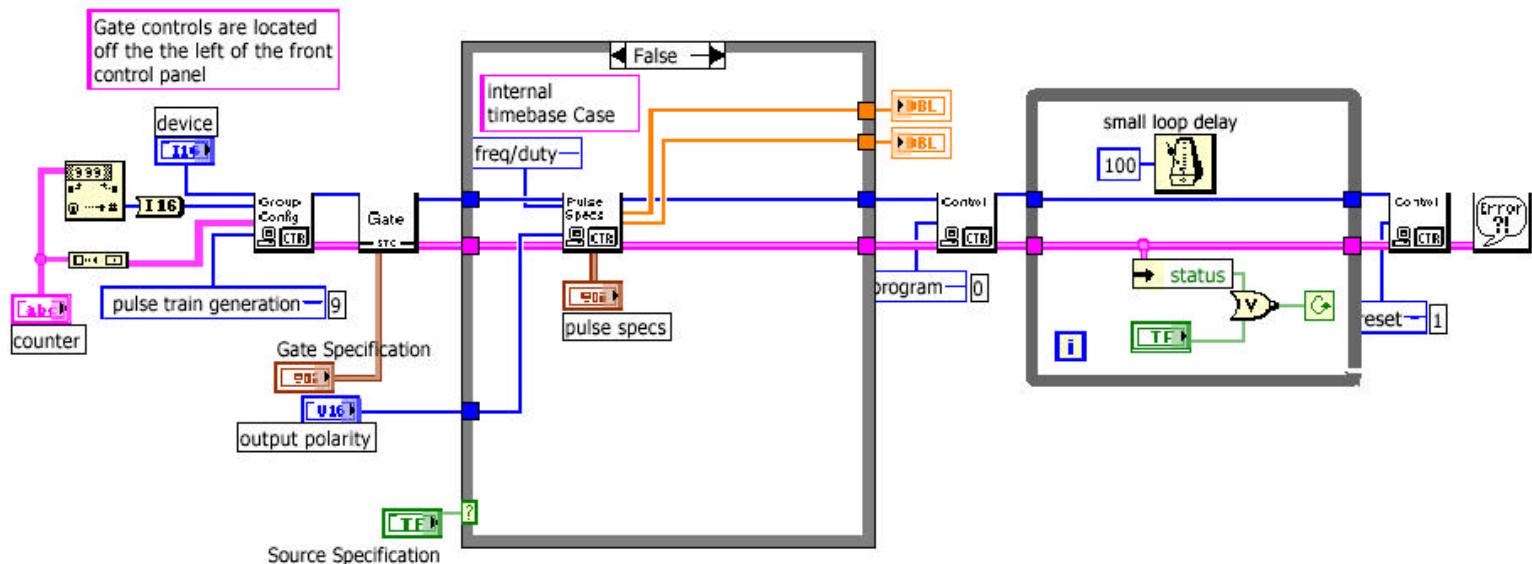 Gate controls are located
off the the left of the front
control panel
False
internal
timebase Case
DBL
DBL
small loop delay
100
device
I16
freq/duty
999
I16
Group
Config
CTR
Gate
STC
Pulse
Specs
CTR
Control
CTR
Control
CTR
Error
?!
status
V
TF
i
pulse train generation
9
program
0
reset
1
abc
counter
pulse specs
Gate Specification
U16
output polarity
TF
?
Source Specification